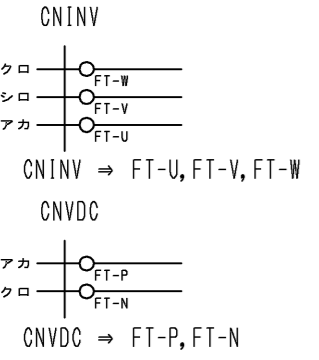 CNINV
クロ FT-W
シロ FT-V
アカ FT-U
CNINV ⇒ FT-U,FT-V,FT-W
CNVDC
アカ FT-P
クロ FT-N
CNVDC ⇒ FT-P,FT-N